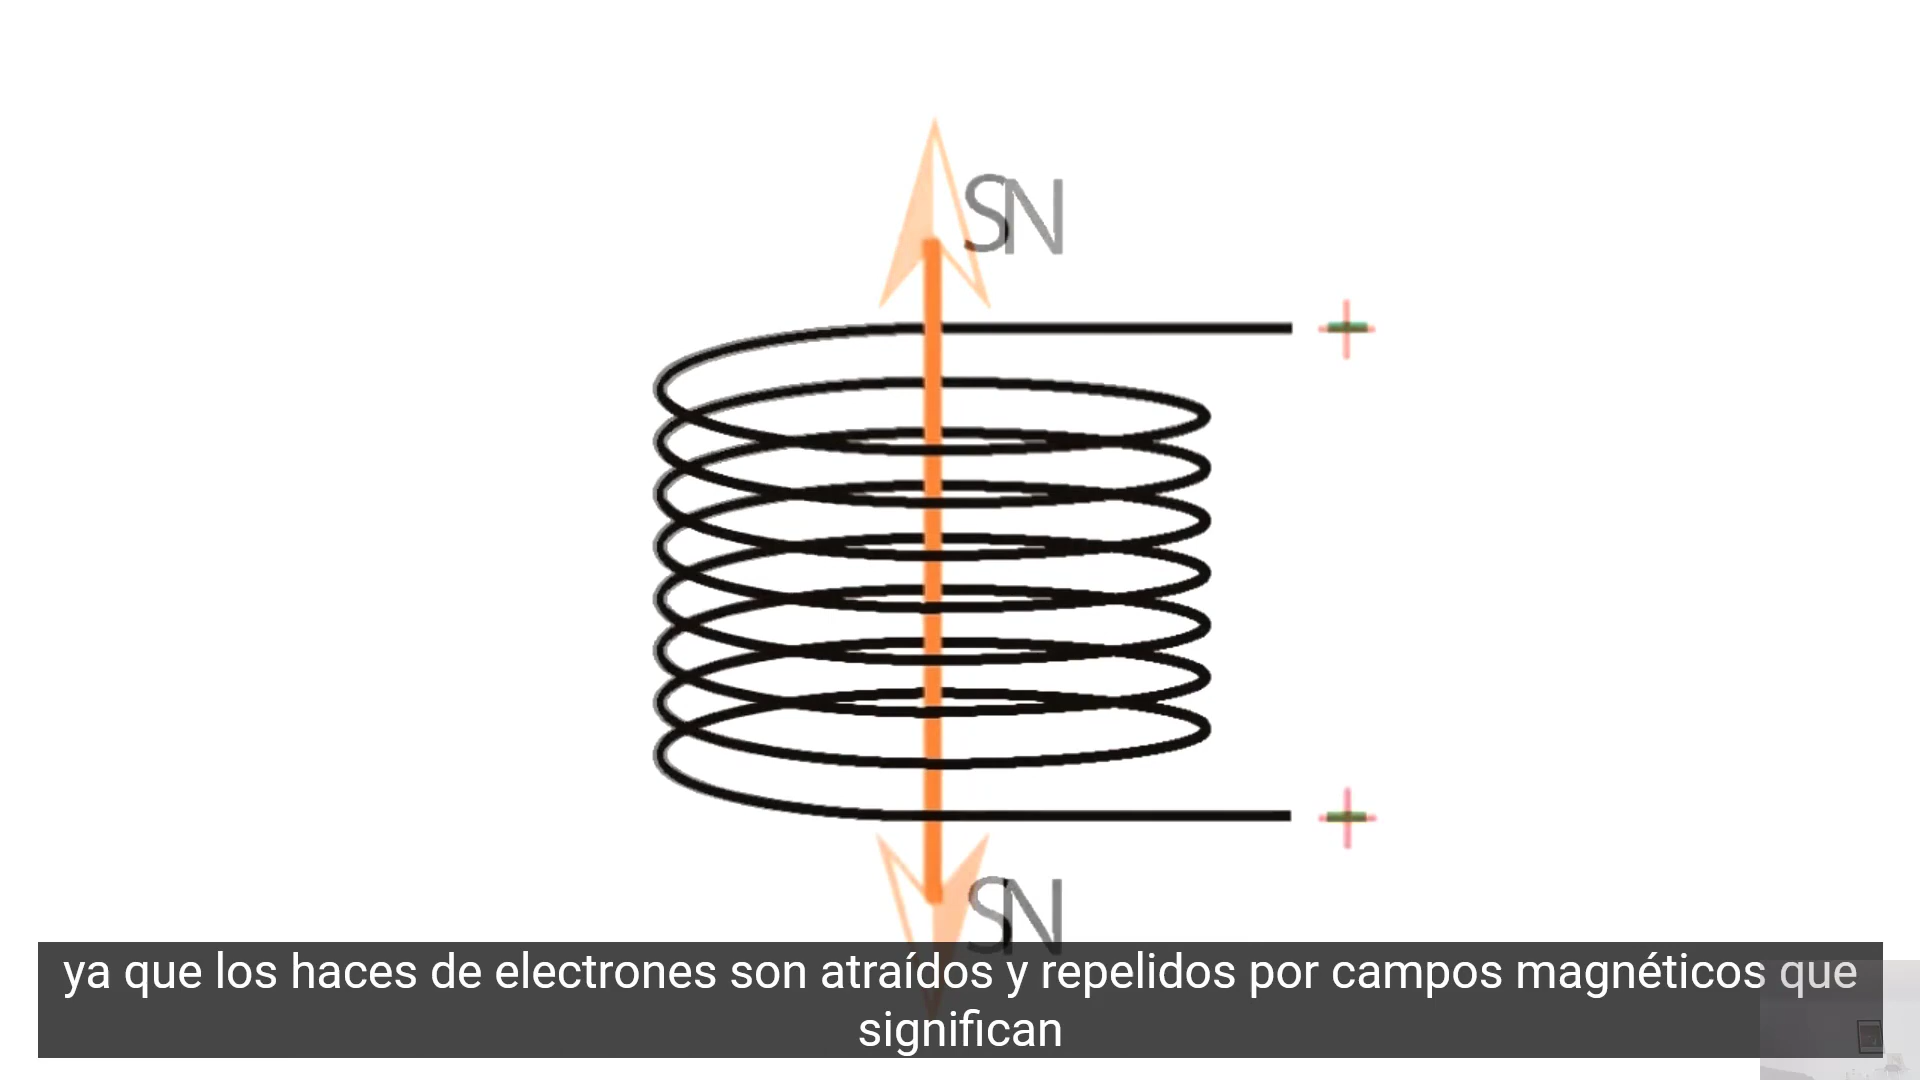 SN
+
+
SN
ya que los haces de electrones son atraídos y repelidos por campos magnéticos que
significan